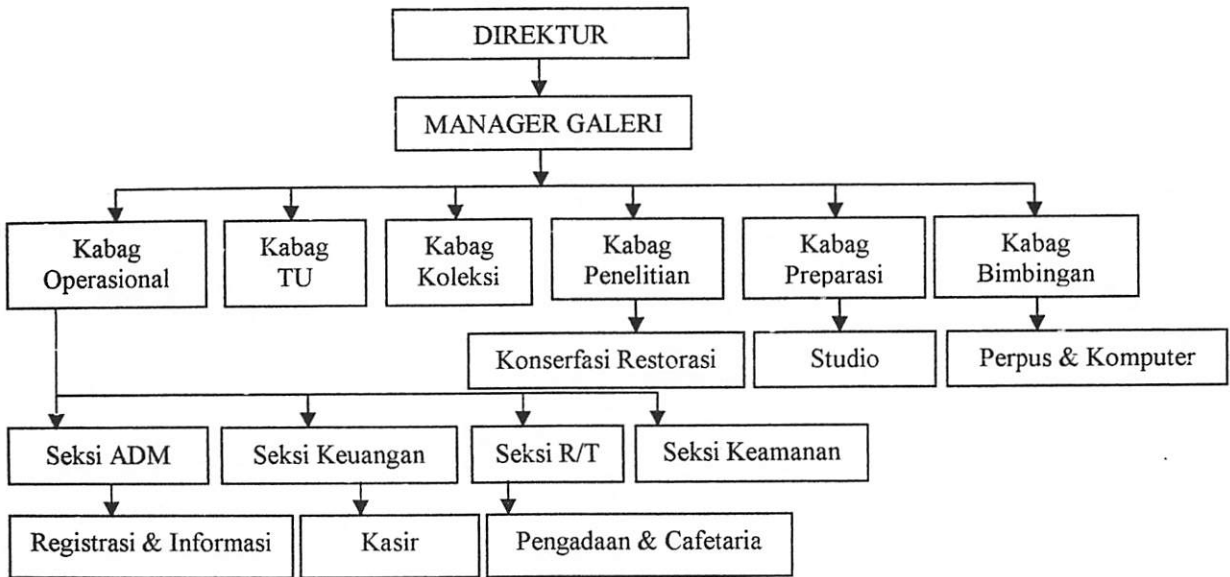 DIREKTUR
MANAGER GALERI
Kabag
Operasional
Kabag
TU
Kabag
Koleksi
Kabag
Penelitian
Kabag
Preparasi
Kabag
Bimbingan
Konserfasi Restorasi
Studio
Perpus & Komputer
Seksi ADM
Seksi Keuangan
Seksi R/T
Seksi Keamanan
Registrasi & Informasi
Kasir
Pengadaan & Cafetaria